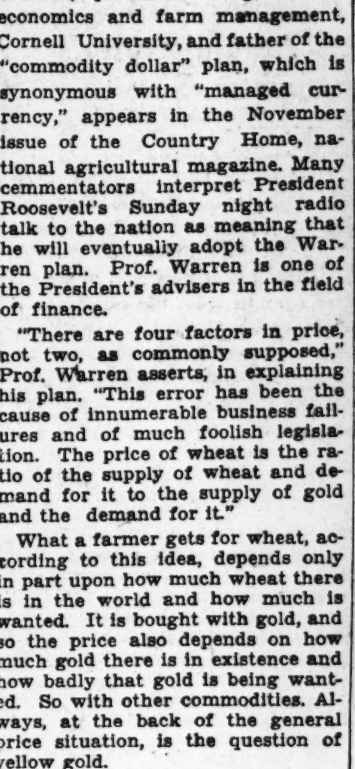 economics and farm management,
Cornell University, and father of the
"commodity dollar" plan, which is
synonymous with "managed cur-
rency," appears in the November
issue of the Country Home, na-
tional agricultural magazine. Many
cemmentators interpret President
Roosevelt's Sunday night radio
talk to the nation as meaning that
he will eventually adopt the War-
ren plan. Prof. Warren is one of
the President's advisers in the field
of finance.
"There are four factors in price,
not two, as commonly supposed,"
Prof. Warren asserts, in explaining
his plan. "This error has been the
cause of innumerable business fail-
ures and of much foolish legisla-
tion. The price of wheat is the ra-
tio of the supply of wheat and de-
mand for it to the supply of gold
and the demand for it."
What a farmer gets for wheat, ac-
cording to this idea, depends only
in part upon how much wheat there
is in the world and how much is
wanted. It is bought with gold, and
so the price also depends on how
much gold there is in existence and
how badly that gold is being want-
ed. So with other commodities. Al-
ways, at the back of the general
price situation, is the question of
yellow gold.